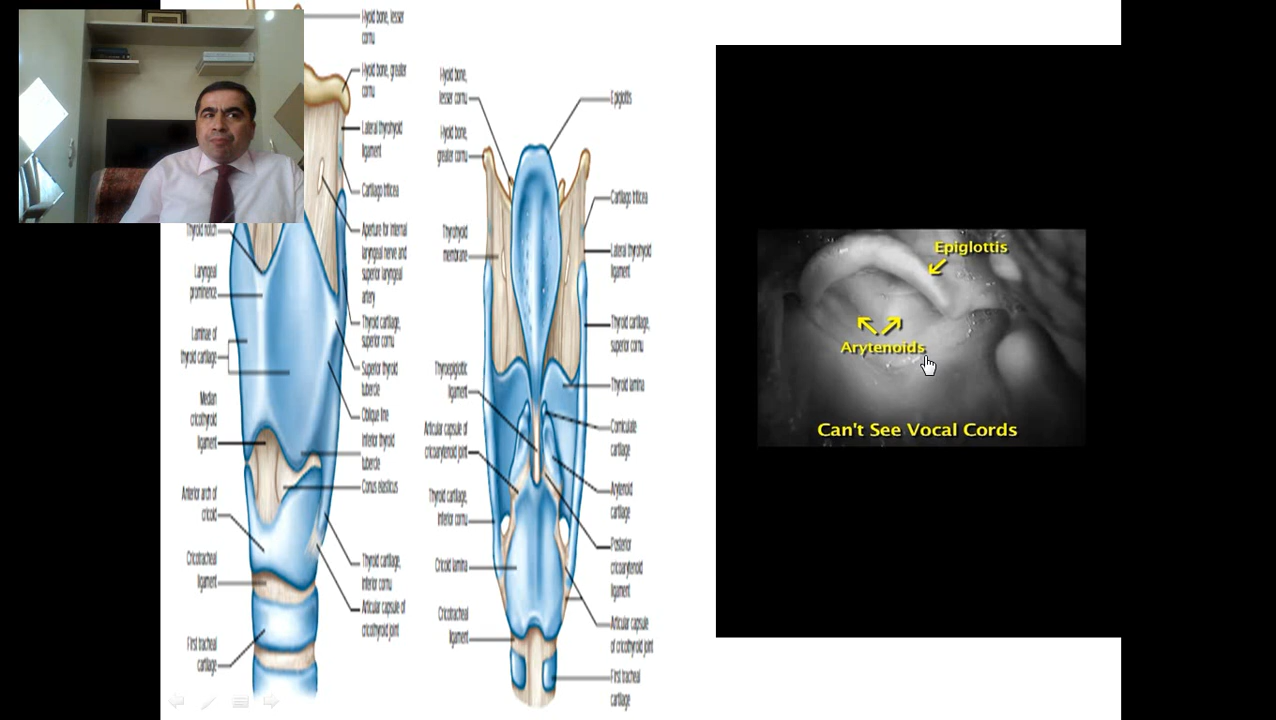 Hyoid bone, lesser
cornu
Hyoid bone, greater
cornu
Lateral thyrohyoid
ligament
Cartilago triticea
Aperture for internal
laryngeal nerve and
superior laryngeal
artery
Thyroid cartilage,
superior cornu
Superior thyroid
tubercle
Oblique line
Inferior thyroid
tubercle
Conus elasticus
Thyroid cartilage,
inferior cornu
Articular capsule of
cricothyroid joint
Thyroid notch
Laryngeal
prominence
Laminae of
thyroid cartilage
Median
cricothyroid
ligament
Anterior arch of
cricoid
Cricotracheal
ligament
First tracheal
cartilage
Hyoid bone,
lesser cornu
Hyoid bone,
greater cornu
Thyrohyoid
membrane
Thyroepiglottic
ligament
Articular capsule of
cricoarytenoid joint
Thyroid cartilage,
inferior cornu
Cricoid lamina
Cricotracheal
ligament
Epiglottis
Cartilago triticea
Lateral thyrohyoid
ligament
Thyroid cartilage,
superior cornu
Thyroid lamina
Corniculate
cartilage
Arytenoid
cartilage
Posterior
cricoarytenoid
ligament
Articular capsule
of cricothyroid joint
First tracheal
cartilage
Epiglottis
Arytenoids
Can't See Vocal Cords